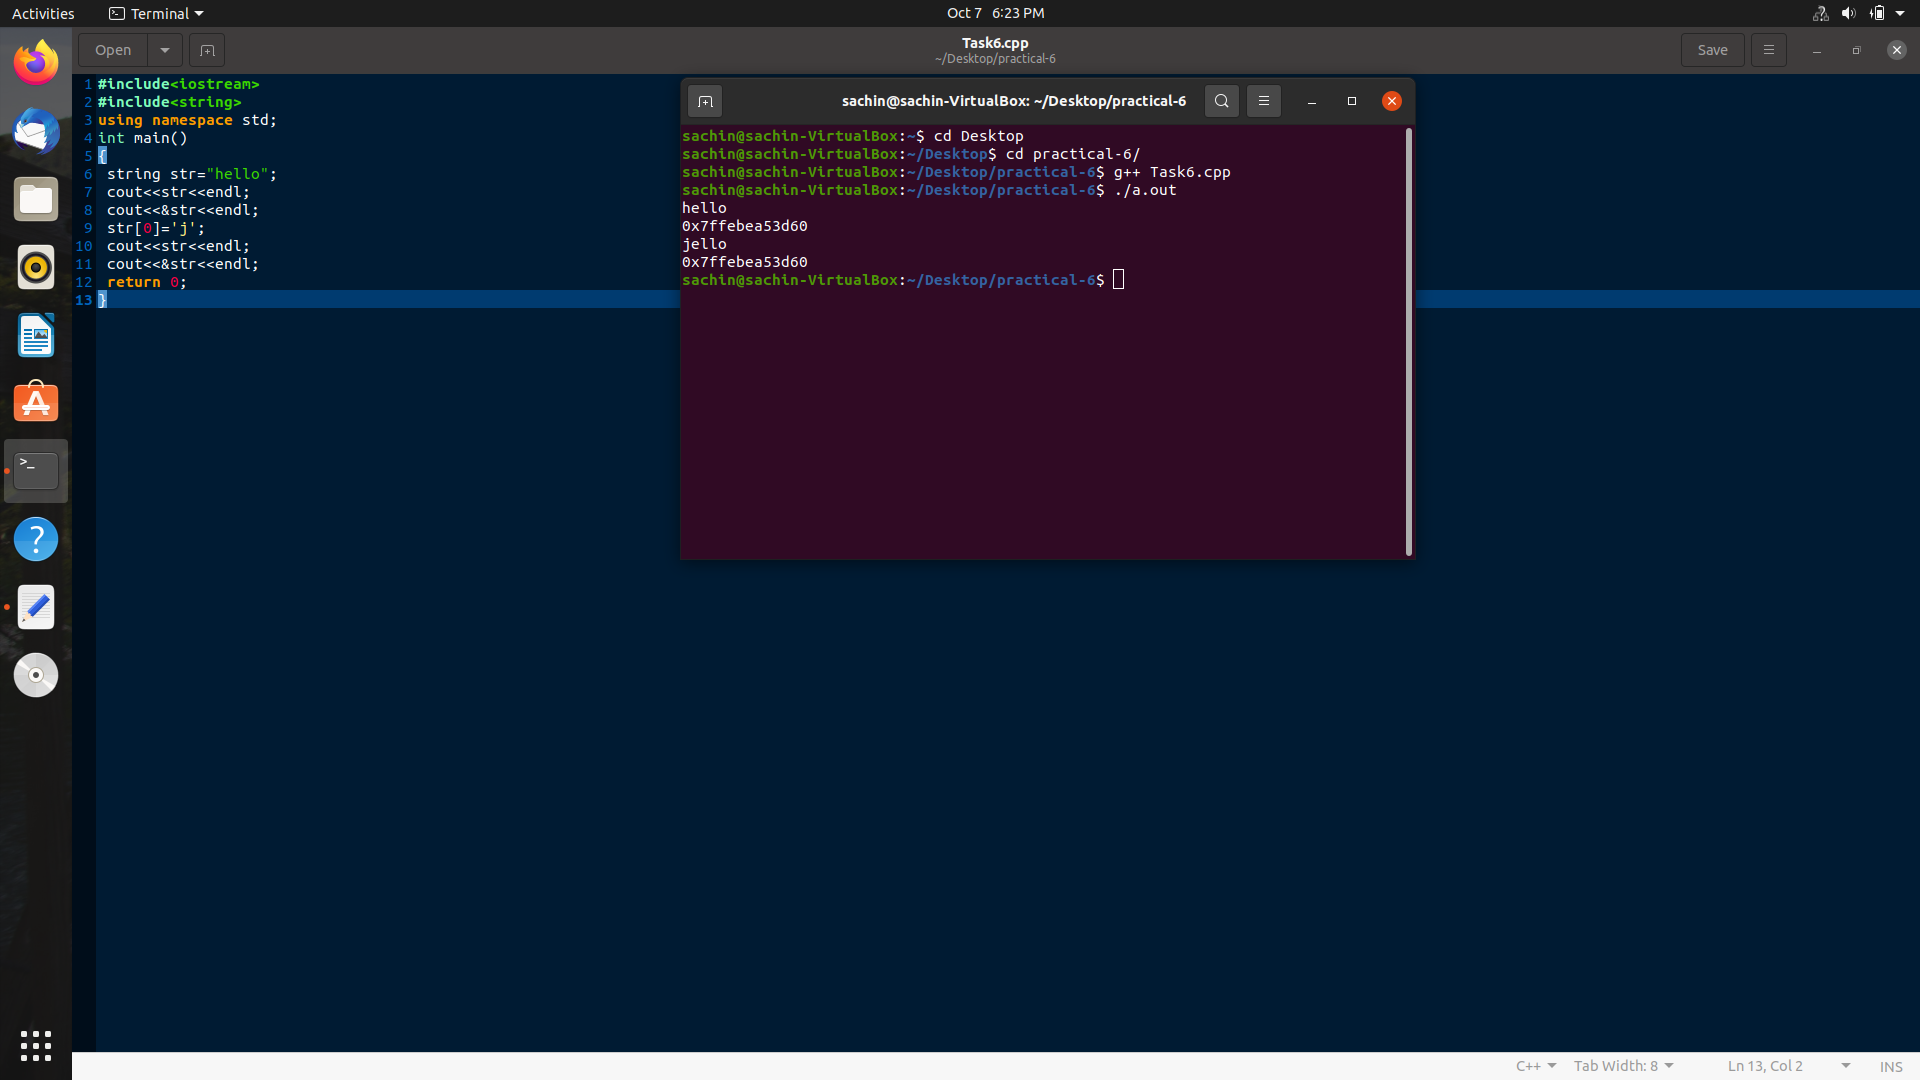 Activities
Terminal
Oct 7 6:23 PM
Open
Task6.cpp
~/Desktop/practical-6
Save
1 #include<iostream>
2 #include<string>
3 using namespace std;
4 int main()
5 {
6 string str="hello";
7 cout<<str<<endl;
8 cout<<&str<<endl;
9 str[0]='j';
10 cout<<str<<endl;
11 cout<<&str<<endl;
12 return 0;
13 }
sachin@sachin-VirtualBox: ~/Desktop/practical-6
sachin@sachin-VirtualBox:~$ cd Desktop
sachin@sachin-VirtualBox:~/Desktop$ cd practical-6/
sachin@sachin-VirtualBox:~/Desktop/practical-6$ g++ Task6.cpp
sachin@sachin-VirtualBox:~/Desktop/practical-6$ ./a.out
hello
0x7ffebea53d60
jello
0x7ffebea53d60
sachin@sachin-VirtualBox:~/Desktop/practical-6$
C++
Tab Width: 8
Ln 13, Col 2
INS